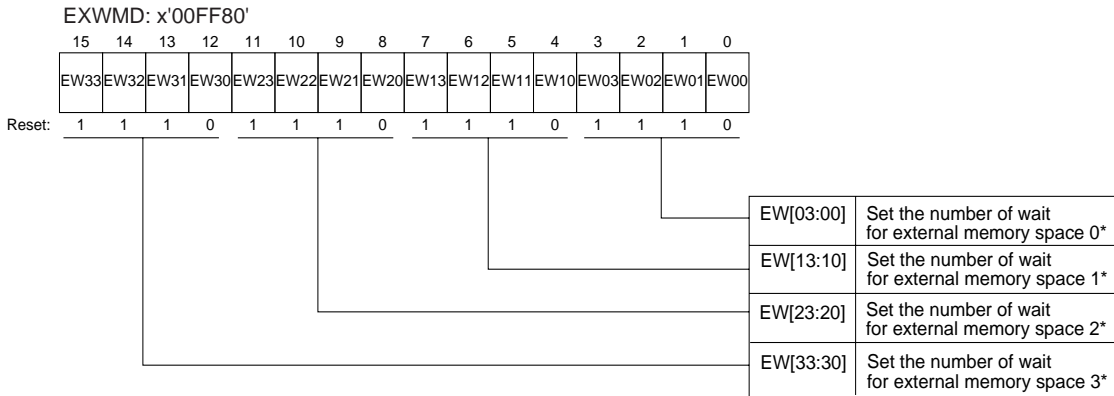 EXWMD: x'00FF80'
15 14 13 12 11 10 9 8 7 6 5 4 3 2 1 0
EW33 EW32 EW31 EW30 EW23 EW22 EW21 EW20 EW13 EW12 EW11 EW10 EW03 EW02 EW01 EW00
Reset: 1 1 1 0 1 1 1 0 1 1 1 0 1 1 1 0
EW[03:00] Set the number of wait
for external memory space 0*
EW[13:10] Set the number of wait
for external memory space 1*
EW[23:20] Set the number of wait
for external memory space 2*
EW[33:30] Set the number of wait
for external memory space 3*